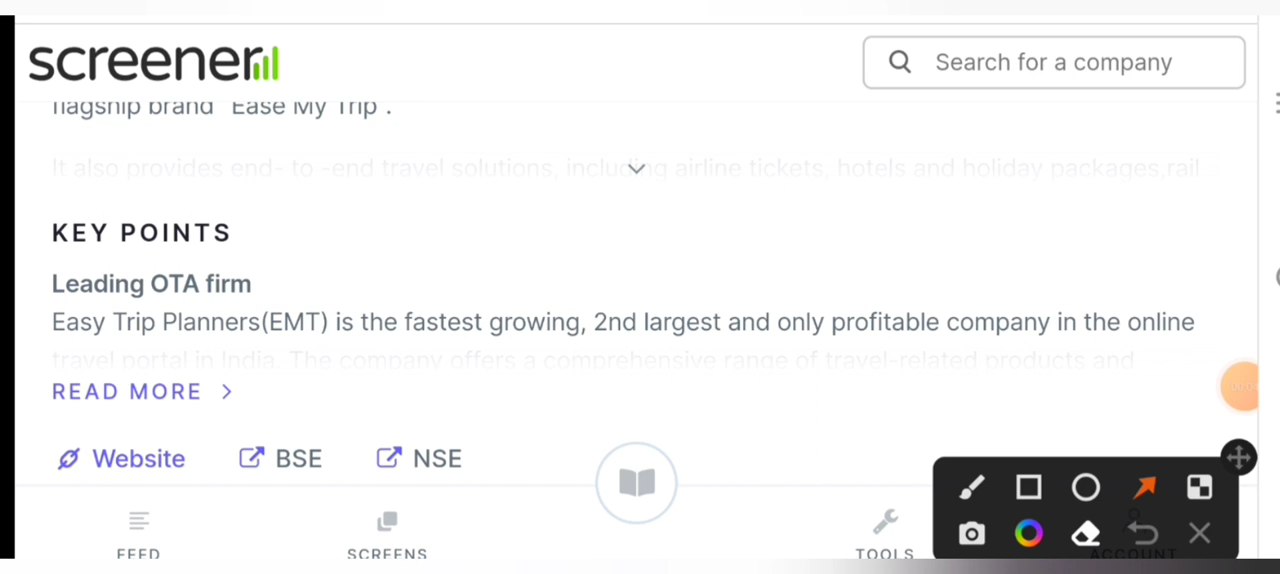 screener
Search for a company
flagship brand "Ease My Trip".
It also provides end- to -end travel solutions, including airline tickets, hotels and holiday packages,rail
KEY POINTS
Leading OTA firm
Easy Trip Planners(EMT) is the fastest growing, 2nd largest and only profitable company in the online
travel portal in India. The company offers a comprehensive range of travel-related products and
READ MORE
Website BSE NSE
FEED SCREENS TOOLS ACCOUNT